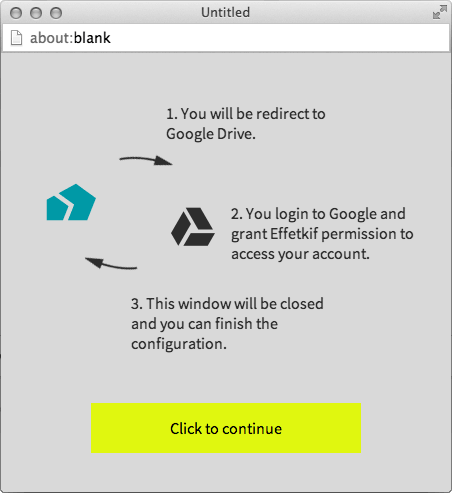 Untitled
about:blank
1. You will be redirect to
Google Drive.
2. You login to Google and
grant Effetkif permission to
access your account.
3. This window will be closed
and you can finish the
configuration.
Click to continue